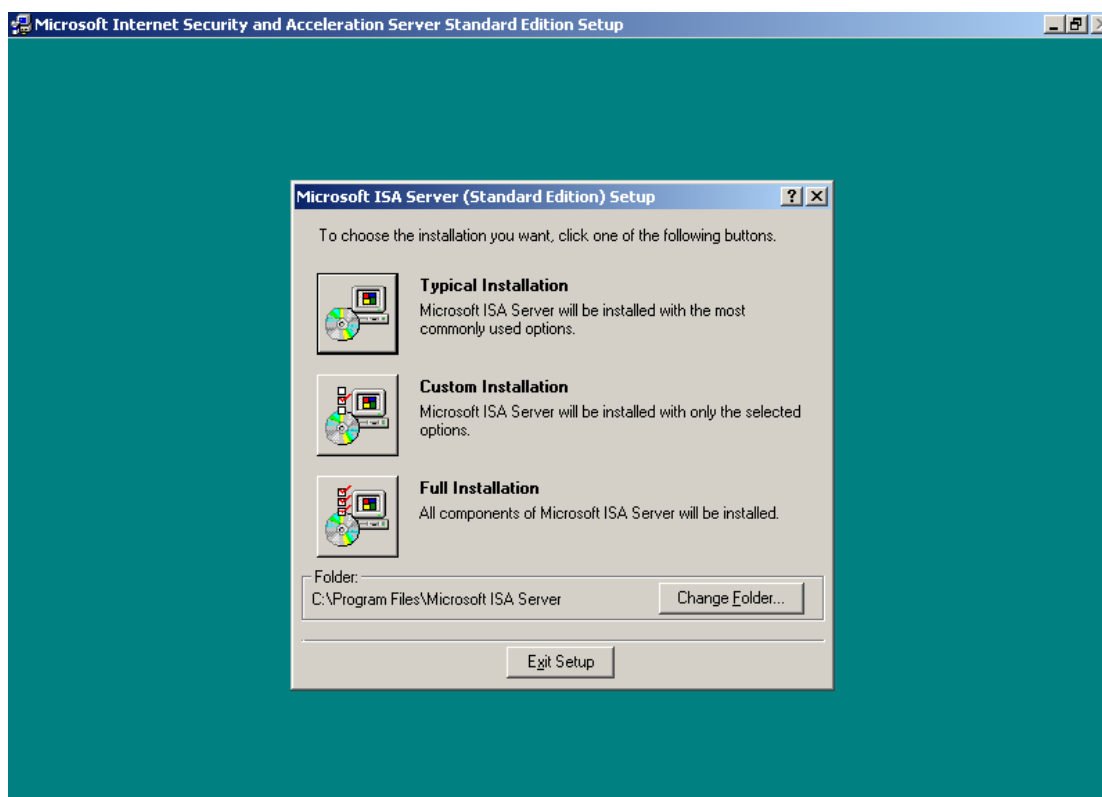 Microsoft Internet Security and Acceleration Server Standard Edition Setup
Microsoft ISA Server (Standard Edition) Setup
To choose the installation you want, click one of the following buttons.
Typical Installation
Microsoft ISA Server will be installed with the most
commonly used options.
Custom Installation
Microsoft ISA Server will be installed with only the selected
options.
Full Installation
All components of Microsoft ISA Server will be installed.
Folder:
C:\Program Files\Microsoft ISA Server
Change Folder...
Exit Setup